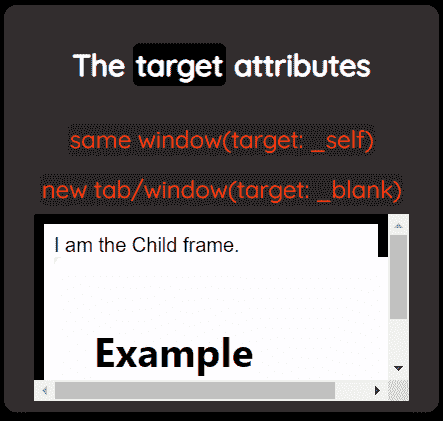 The target attributes
same window(target: _self)
new tab/window(target: _blank)
I am the Child frame.
Example